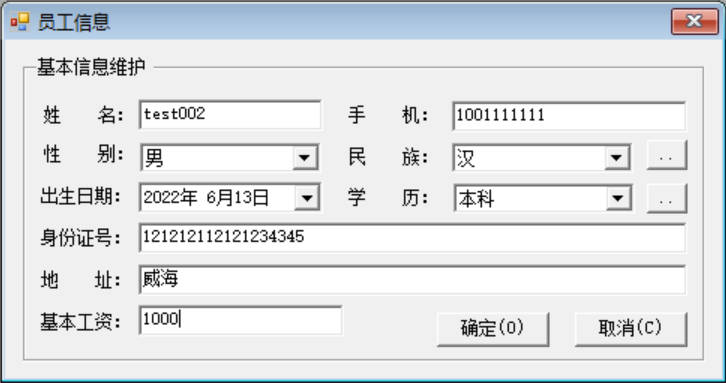 员工信息
基本信息维护
姓 名: test002 手 机: 1001111111
性 别: 男 民 族: 汉 ..
出生日期: 2022年 6月13日 学 历: 本科 ..
身份证号: 121212112121234345
地 址: 威海
基本工资: 1000 确定(O) 取消(C)